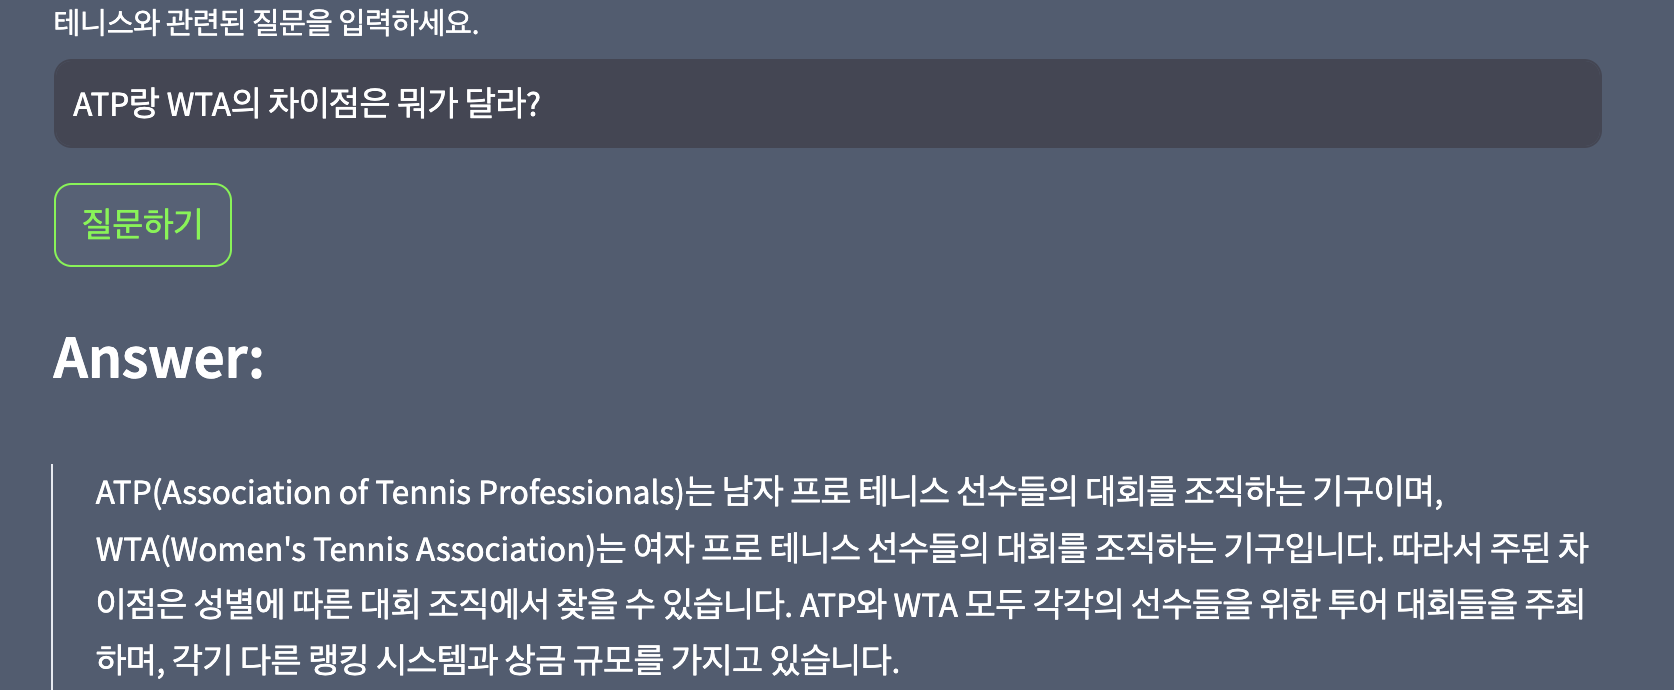 테니스와 관련된 질문을 입력하세요.
ATP랑 WTA의 차이점은 뭐가 달라?
질문하기
Answer:
ATP(Association of Tennis Professionals)는 남자 프로 테니스 선수들의 대회를 조직하는 기구이며,
WTA(Women's Tennis Association)는 여자 프로 테니스 선수들의 대회를 조직하는 기구입니다. 따라서 주된 차
이점은 성별에 따른 대회 조직에서 찾을 수 있습니다. ATP와 WTA 모두 각각의 선수들을 위한 투어 대회들을 주최
하며, 각기 다른 랭킹 시스템과 상금 규모를 가지고 있습니다.